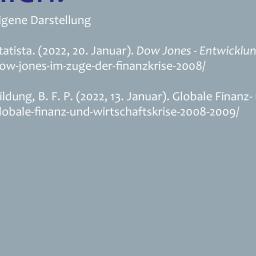 igene Darstellung
tatista. (2022, 20. Januar). Dow Jones - Entwicklun
ow-jones-im-zuge-der-finanzkrise-2008/
ildung, B. F. P. (2022, 13. Januar). Globale Finanz-
lobale-finanz-und-wirtschaftskrise-2008-2009/